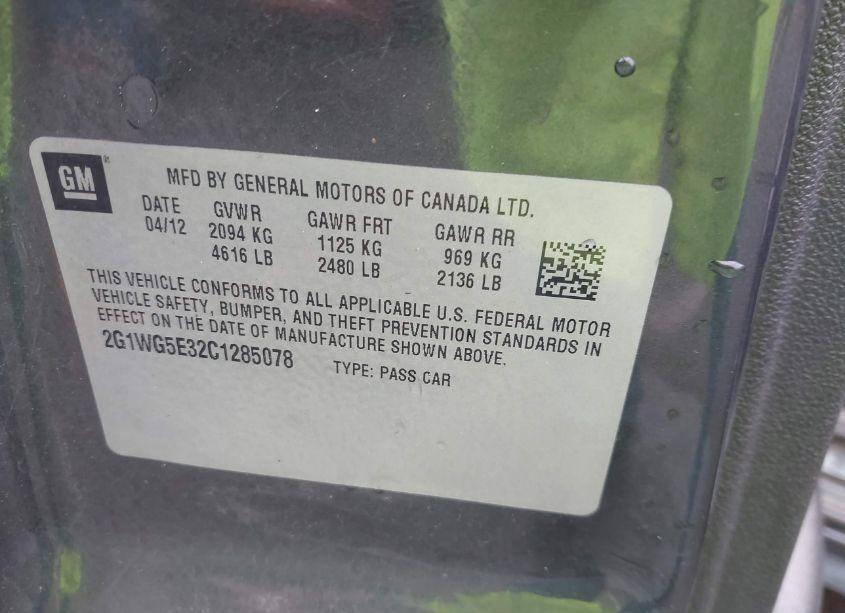 GM
MFD BY GENERAL MOTORS OF CANADA LTD.
DATE GVWR GAWR FRT GAWR RR
04/12 2094 KG 1125 KG 969 KG
4616 LB 2480 LB 2136 LB
THIS VEHICLE CONFORMS TO ALL APPLICABLE U.S. FEDERAL MOTOR
VEHICLE SAFETY, BUMPER, AND THEFT PREVENTION STANDARDS IN
EFFECT ON THE DATE OF MANUFACTURE SHOWN ABOVE.
2G1WG5E32C1285078 TYPE: PASS CAR